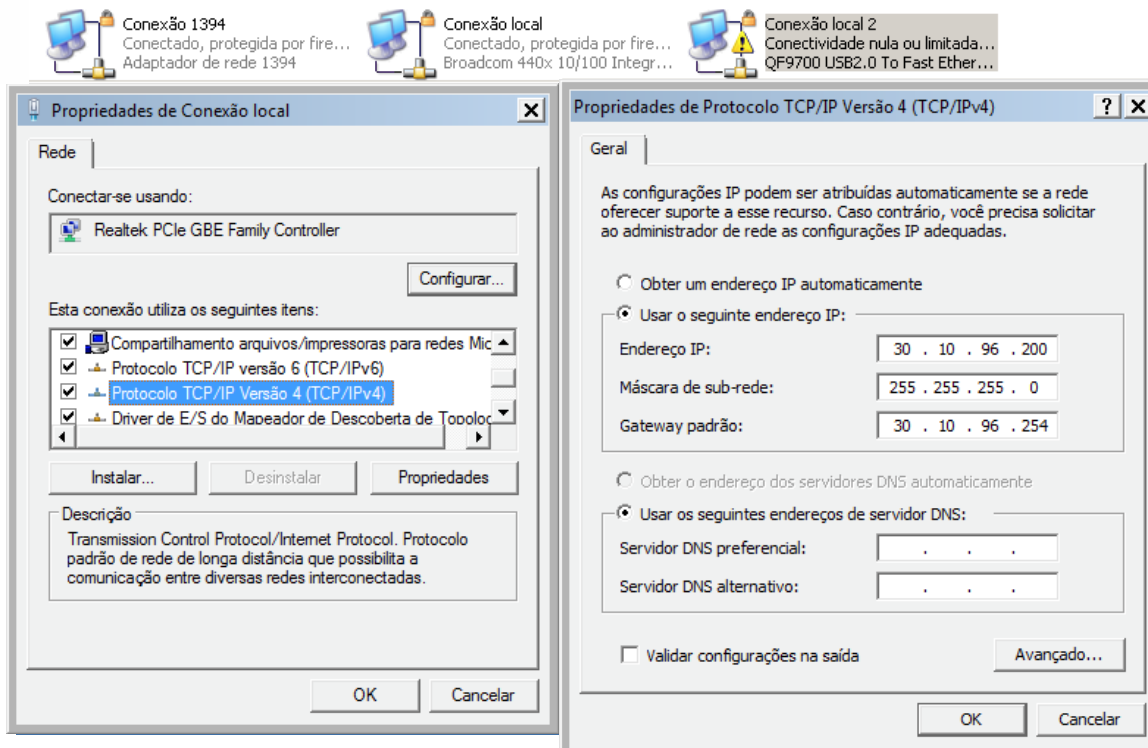 Conexão 1394
Conectado, protegida por fire...
Adaptador de rede 1394
Conexão local
Conectado, protegida por fire...
Broadcom 440x 10/100 Integr...
Conexão local 2
Conectividade nula ou limitada...
QF9700 USB2.0 To Fast Ether...
Propriedades de Conexão local
Rede
Conectar-se usando:
Realtek PCIe GBE Family Controller
Configurar...
Esta conexão utiliza os seguintes itens:
Compartilhamento arquivos/impressoras para redes Mic
Protocolo TCP/IP versão 6 (TCP/IPv6)
Protocolo TCP/IP Versão 4 (TCP/IPv4)
Driver de E/S do Mapeador de Descoberta de Topoloc
Instalar...
Desinstalar
Propriedades
Descrição
Transmission Control Protocol/Internet Protocol. Protocolo
padrão de rede de longa distância que possibilita a
comunicação entre diversas redes interconectadas.
OK
Cancelar
Propriedades de Protocolo TCP/IP Versão 4 (TCP/IPv4)
Geral
As configurações IP podem ser atribuídas automaticamente se a rede
oferecer suporte a esse recurso. Caso contrário, você precisa solicitar
ao administrador de rede as configurações IP adequadas.
Obter um endereço IP automaticamente
Usar o seguinte endereço IP:
Endereço IP: 30 . 10 . 96 . 200
Máscara de sub-rede: 255 . 255 . 255 . 0
Gateway padrão: 30 . 10 . 96 . 254
Obter o endereço dos servidores DNS automaticamente
Usar os seguintes endereços de servidor DNS:
Servidor DNS preferencial: . . .
Servidor DNS alternativo: . . .
Validar configurações na saída
Avançado...
OK
Cancelar